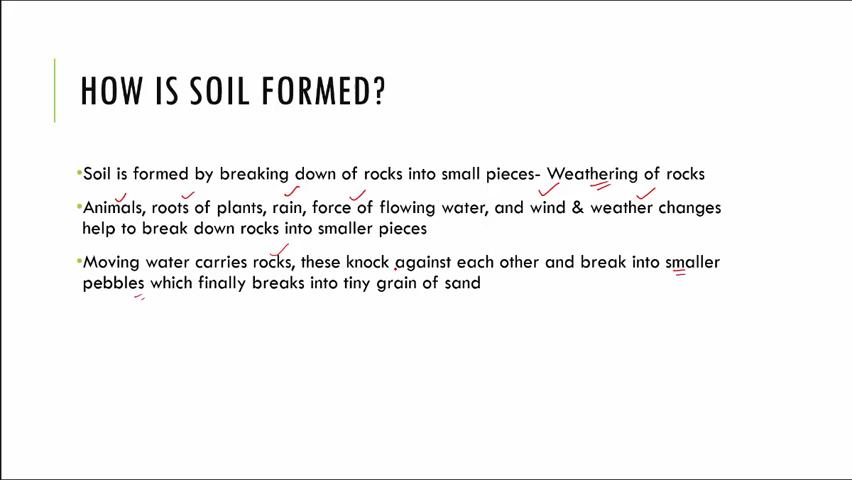 HOW IS SOIL FORMED?
•Soil is formed by breaking down of rocks into small pieces- Weathering of rocks
•Animals, roots of plants, rain, force of flowing water, and wind & weather changes
help to break down rocks into smaller pieces
•Moving water carries rocks, these knock against each other and break into smaller
pebbles which finally breaks into tiny grain of sand